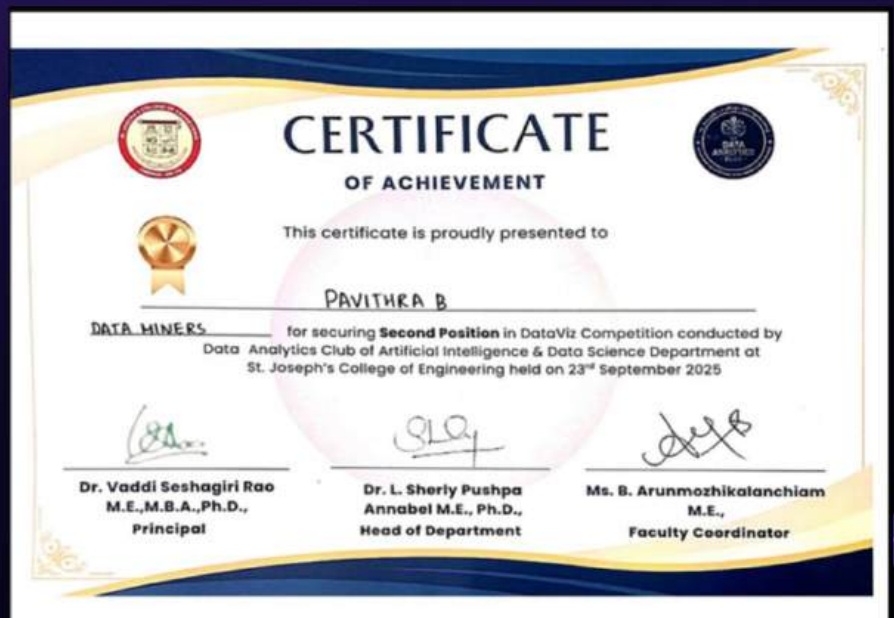 CERTIFICATE
OF ACHIEVEMENT
DATA
ANALYTICS
This certificate is proudly presented to
PAVITHRA B
DATA MINERS for securing Second Position in DataViz Competition conducted by
Data Analytics Club of Artificial Intelligence & Data Science Department at
St. Joseph's College of Engineering held on 23rd September 2025
Dr. Vaddi Seshagiri Rao
M.E.,M.B.A.,Ph.D.,
Principal
Dr. L. Sherly Pushpa
Annabel M.E., Ph.D.,
Head of Department
Ms. B. Arunmozhikalanchiam
M.E.,
Faculty Coordinator